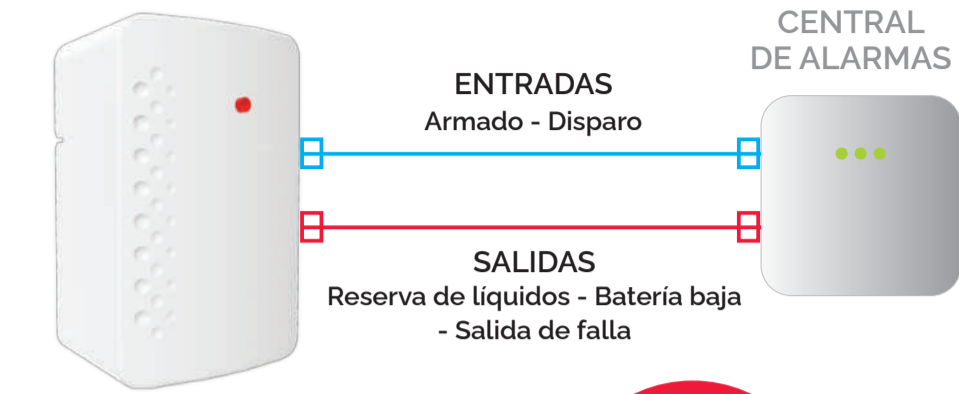 CENTRAL
DE ALARMAS
ENTRADAS
Armado - Disparo
SALIDAS
Reserva de líquidos - Batería baja
- Salida de falla